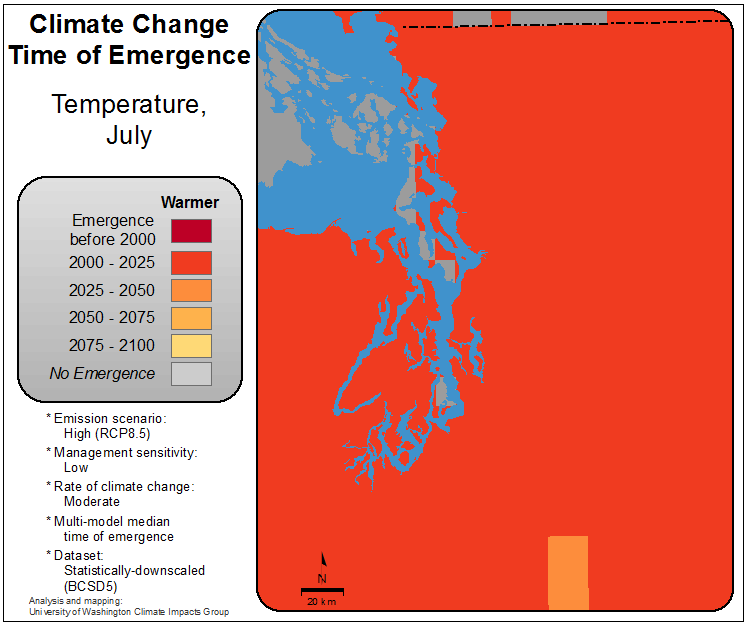 Climate Change
Time of Emergence
Temperature,
July
Warmer
Emergence
before 2000
2000 - 2025
2025 - 2050
2050 - 2075
2075 - 2100
No Emergence
* Emission scenario:
High (RCP8.5)
* Management sensitivity:
Low
* Rate of climate change:
Moderate
* Multi-model median
time of emergence
* Dataset:
Statistically-downscaled
(BCSD5)
Analysis and mapping:
University of Washington Climate Impacts Group
N
20 km